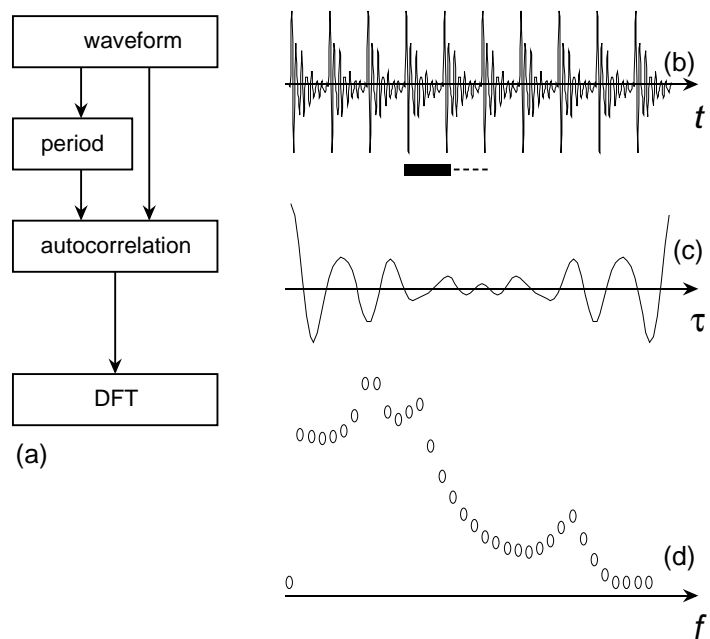 waveform
period
autocorrelation
DFT
(a)
(b)
t
(c)
τ
(d)
f